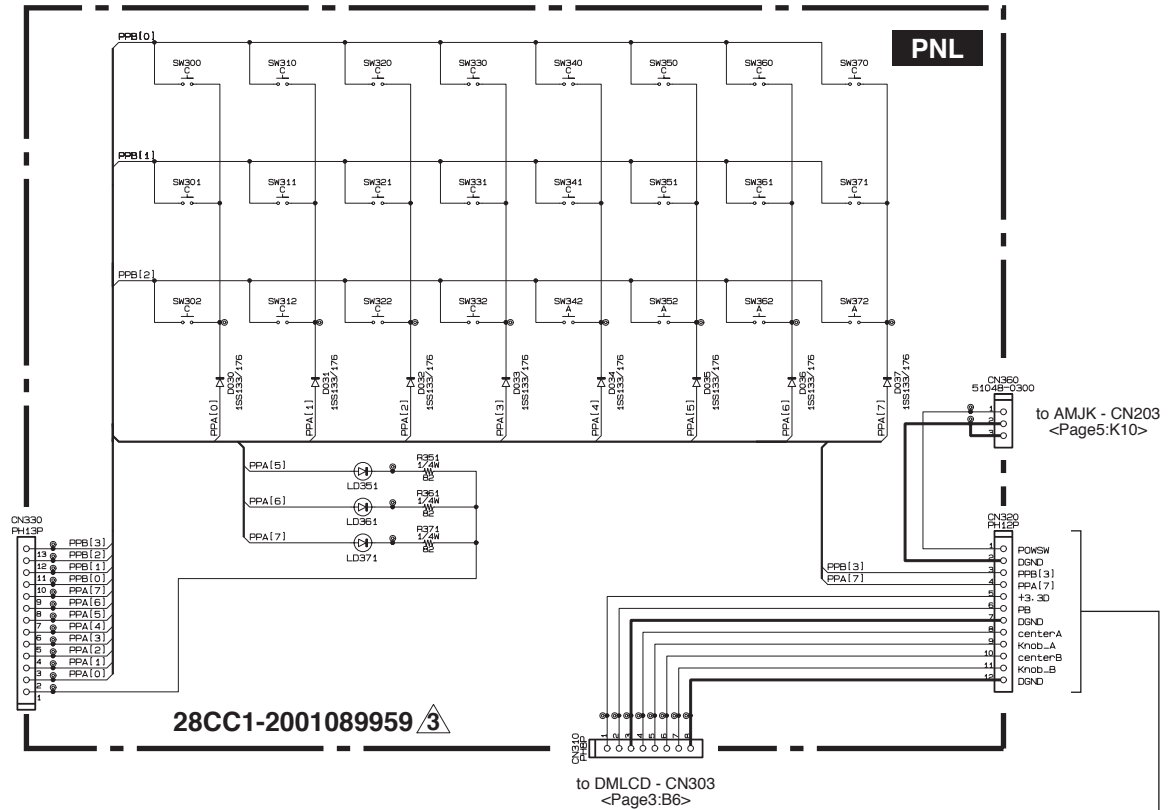 PPB[0]
PNL
SW300 SW310 SW320 SW330 SW340 SW350 SW360 SW370
C C C C C C C C
PPB[1]
SW301 SW311 SW321 SW331 SW341 SW351 SW361 SW371
C C C C C C C C
PPB[2]
SW302 SW312 SW322 SW332 SW342 SW352 SW362 SW372
C C C C A A A A
D030 D031 D032 D033 D034 D035 D036 D037
1SS133/176 1SS133/176 1SS133/176 1SS133/176 1SS133/176 1SS133/176 1SS133/176 1SS133/176
PPA[0] PPA[1] PPA[2] PPA[3] PPA[4] PPA[5] PPA[6] PPA[7]
CN360
51048-0300
1
2
3
to AMJK - CN203
<Page5:K10>
PPA[5]
LD351
R351
1/4W
82
PPA[6]
LD361
R361
1/4W
82
PPA[7]
LD371
R371
1/4W
82
CN330
PH13P
PPB[3]
13 PPB[2]
12 PPB[1]
11 PPB[0]
10 PPA[7]
9 PPA[6]
8 PPA[5]
7 PPA[4]
6 PPA[3]
5 PPA[2]
4 PPA[1]
3 PPA[0]
2
1
PPB[3]
PPA[7]
CN320
PH12P
1 POWSW
2 DGND
3 PPB[3]
4 PPA[7]
5 +3.3D
6 PB
7 DGND
8 centerA
9 Knob_A
10 centerB
11 Knob_B
12 DGND
28CC1-2001089959 3
CN310
PH8P
1 2 3 4 5 6 7 8
to DMLCD - CN303
<Page3:B6>